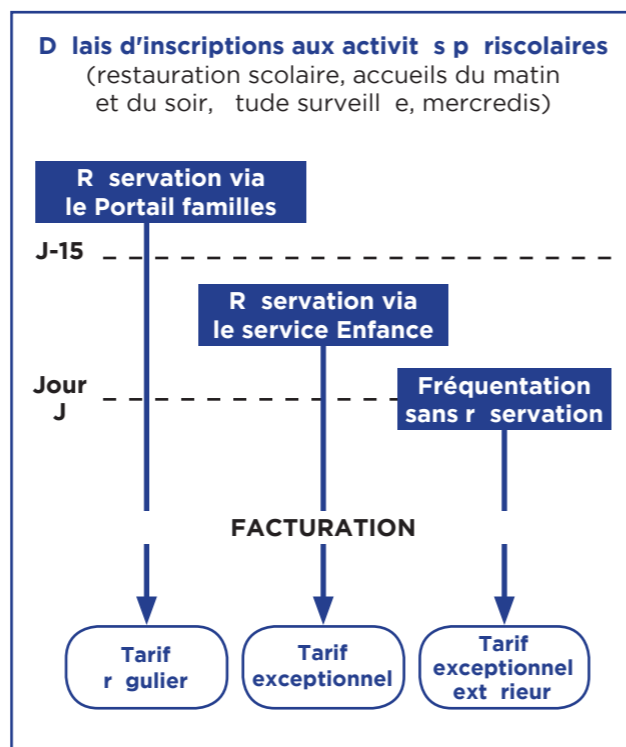 D lais d'inscriptions aux activit s p riscolaires
(restauration scolaire, accueils du matin
et du soir, tude surveill e, mercredis)
R servation via
le Portail familles
J-15
R servation via
le service Enfance
Jour
J
Fréquentation
sans r servation
FACTURATION
Tarif
r gulier
Tarif
exceptionnel
Tarif
exceptionnel
ext rieur